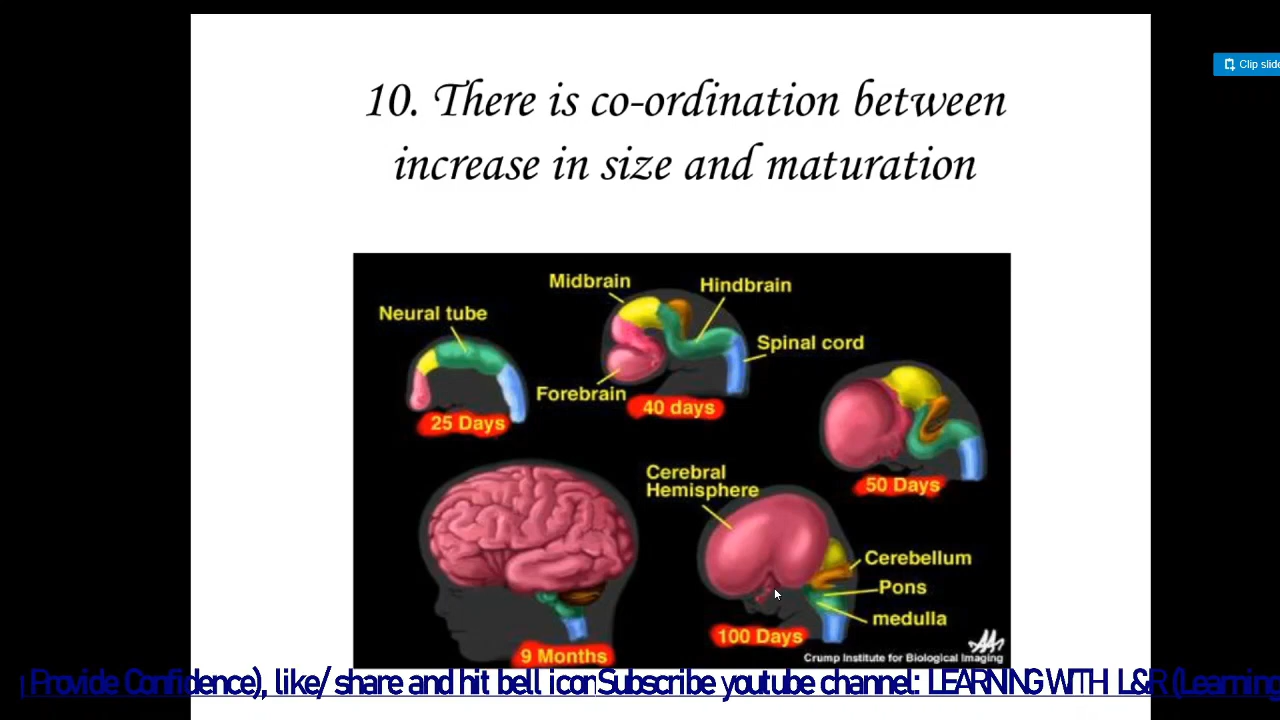 Clip slide
10. There is co-ordination between
increase in size and maturation
Midbrain
Hindbrain
Neural tube
Spinal cord
Forebrain
40 days
25 Days
50 Days
Cerebral
Hemisphere
Cerebellum
Pons
medulla
100 Days
9 Months
Crump Institute for Biological Imaging
Provide Confidence), like/ share and hit bell icon Subscribe youtube channel: LEARNING WITH L&R (Learning